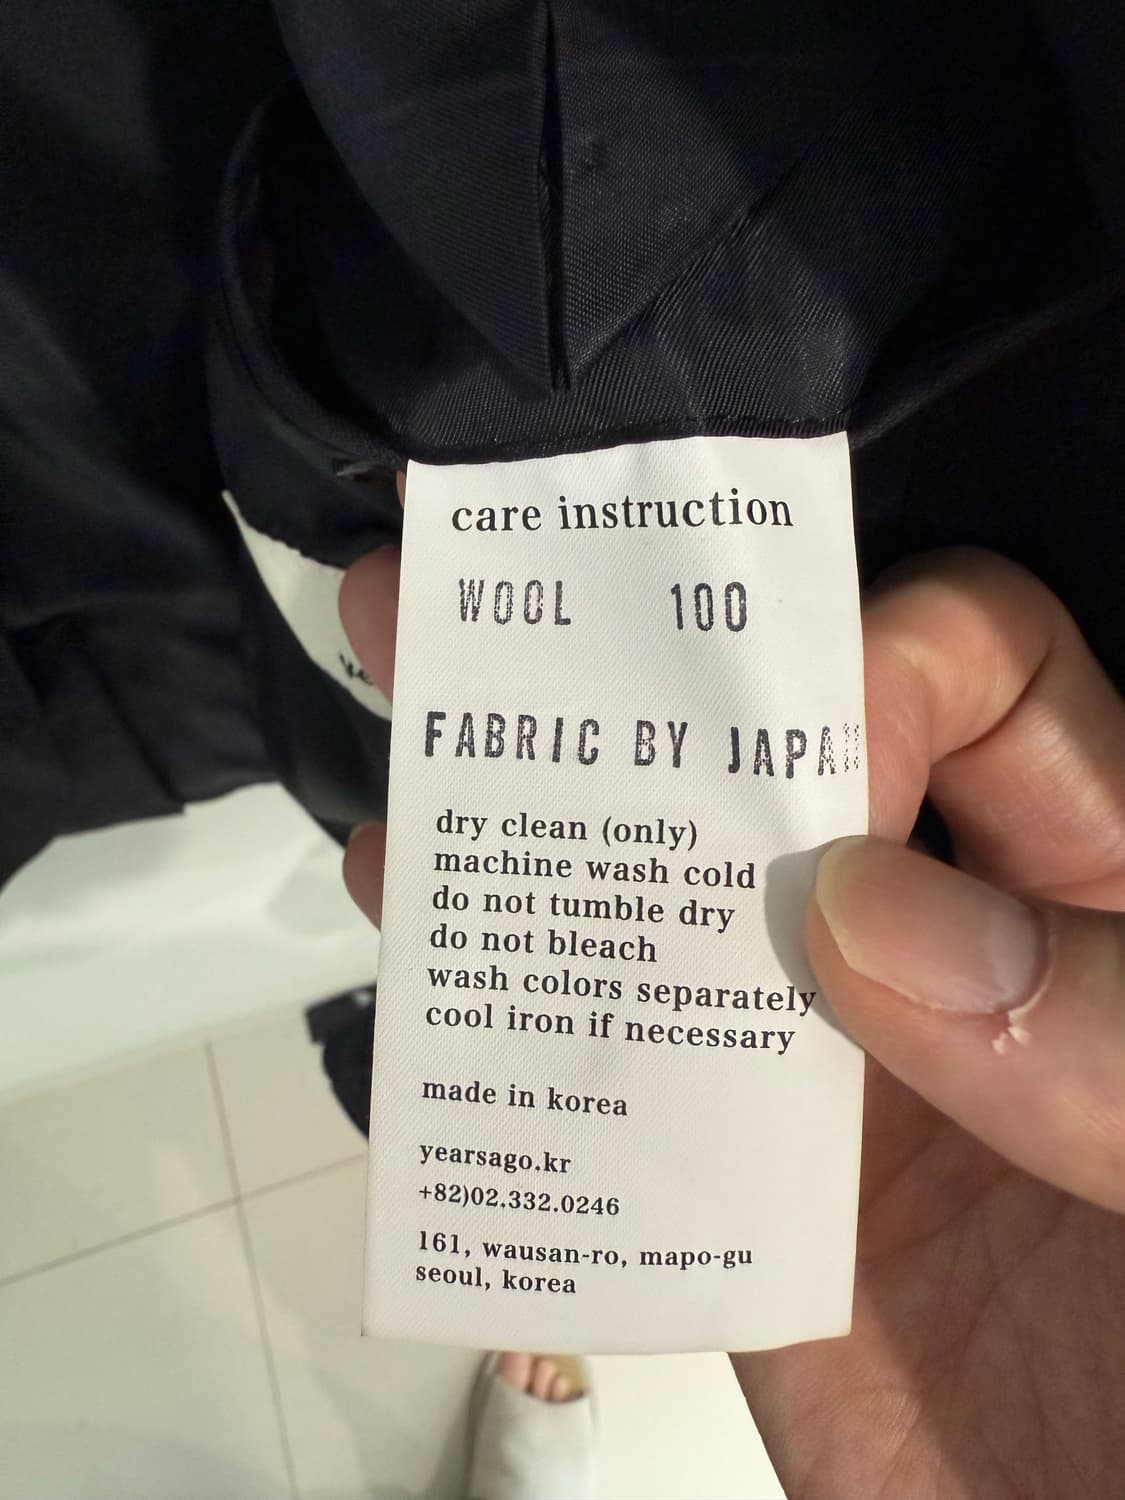 care instruction
WOOL 100
FABRIC BY JAPAN
dry clean (only)
machine wash cold
do not tumble dry
do not bleach
wash colors separately
cool iron if necessary
made in korea
yearsago.kr
+82)02.332.0246
161, wausan-ro, mapo-gu
seoul, korea